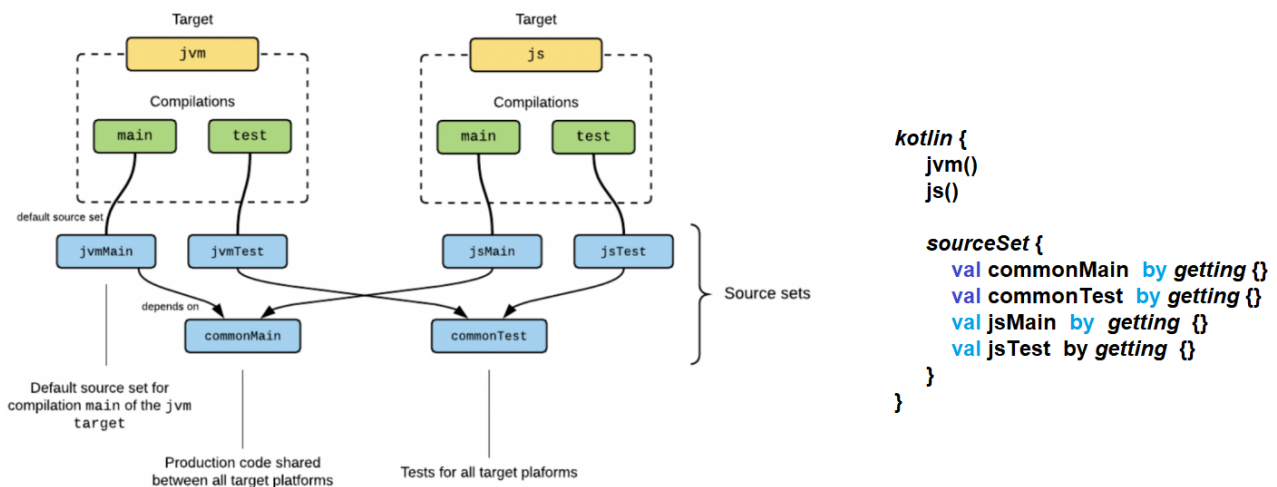 Target
Target
jvm
js
Compilations
Compilations
main
test
main
test
default source set
jvmMain
jvmTest
jsMain
jsTest
Source sets
depends on
commonMain
commonTest
Default source set for
compilation main of the jvm
target
Production code shared
between all target platforms
Tests for all target plaforms
kotlin {
jvm()
js()
sourceSet {
val commonMain by getting {}
val commonTest by getting {}
val jsMain by getting {}
val jsTest by getting {}
}
}